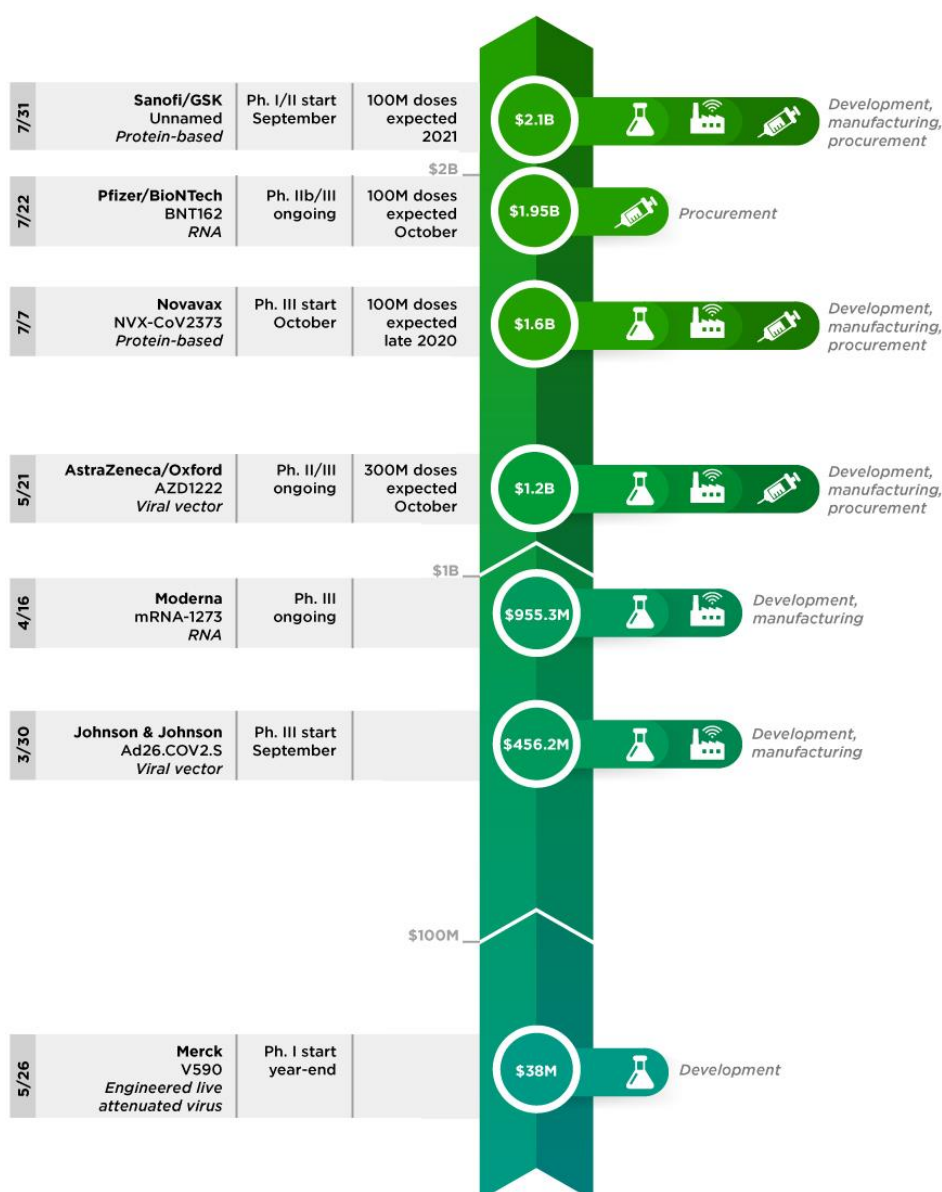 7/31
Sanofi/GSK
Unnamed
Protein-based
Ph. I/II start
September
100M doses
expected
2021
$2.1B
Development,
manufacturing,
procurement
$2B
7/22
Pfizer/BioNTech
BNT162
RNA
Ph. IIb/III
ongoing
100M doses
expected
October
$1.95B
Procurement
7/7
Novavax
NVX-CoV2373
Protein-based
Ph. III start
October
100M doses
expected
late 2020
$1.6B
Development,
manufacturing,
procurement
5/21
AstraZeneca/Oxford
AZD1222
Viral vector
Ph. II/III
ongoing
300M doses
expected
October
$1.2B
Development,
manufacturing,
procurement
$1B
4/16
Moderna
mRNA-1273
RNA
Ph. III
ongoing
$955.3M
Development,
manufacturing
3/30
Johnson & Johnson
Ad26.COV2.S
Viral vector
Ph. III start
September
$456.2M
Development,
manufacturing
$100M
5/26
Merck
V590
Engineered live
attenuated virus
Ph. I start
year-end
$38M
Development